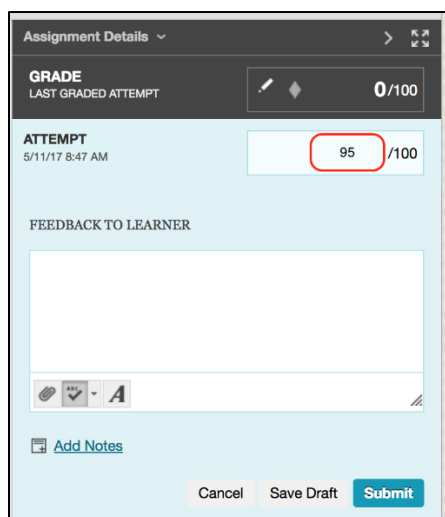 Assignment Details
GRADE
LAST GRADED ATTEMPT
0/100
ATTEMPT
5/11/17 8:47 AM
95 /100
FEEDBACK TO LEARNER
ABC
A
Add Notes
Cancel Save Draft Submit